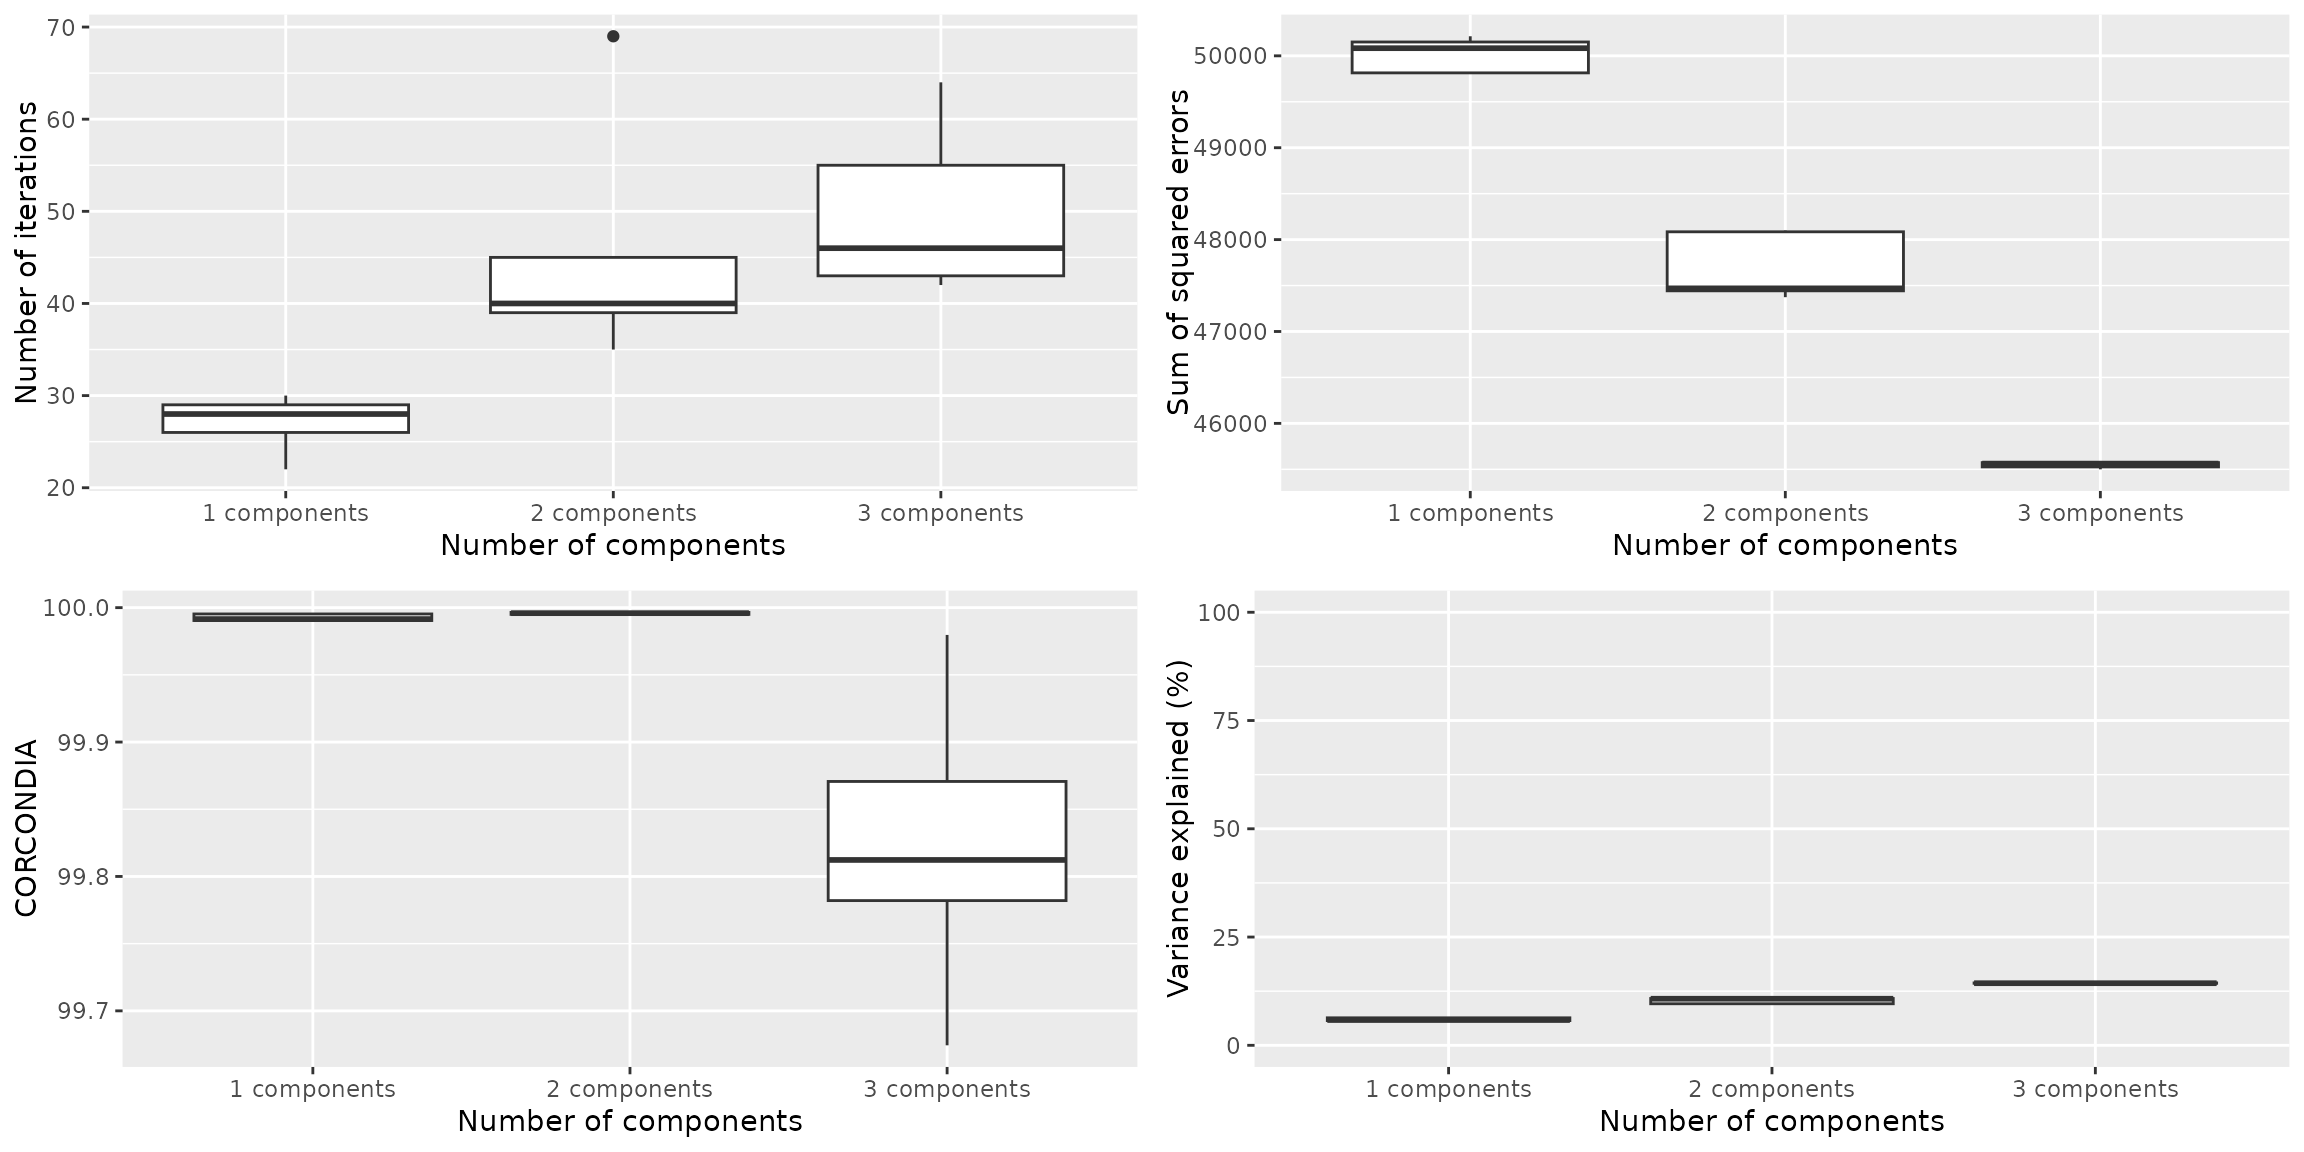 Number of iterations
70
60
50
40
30
20
1 components 2 components 3 components
Number of components
Sum of squared errors
50000
49000
48000
47000
46000
1 components 2 components 3 components
Number of components
CORCONDIA
100.0
99.9
99.8
99.7
1 components 2 components 3 components
Number of components
Variance explained (%)
100
75
50
25
0
1 components 2 components 3 components
Number of components